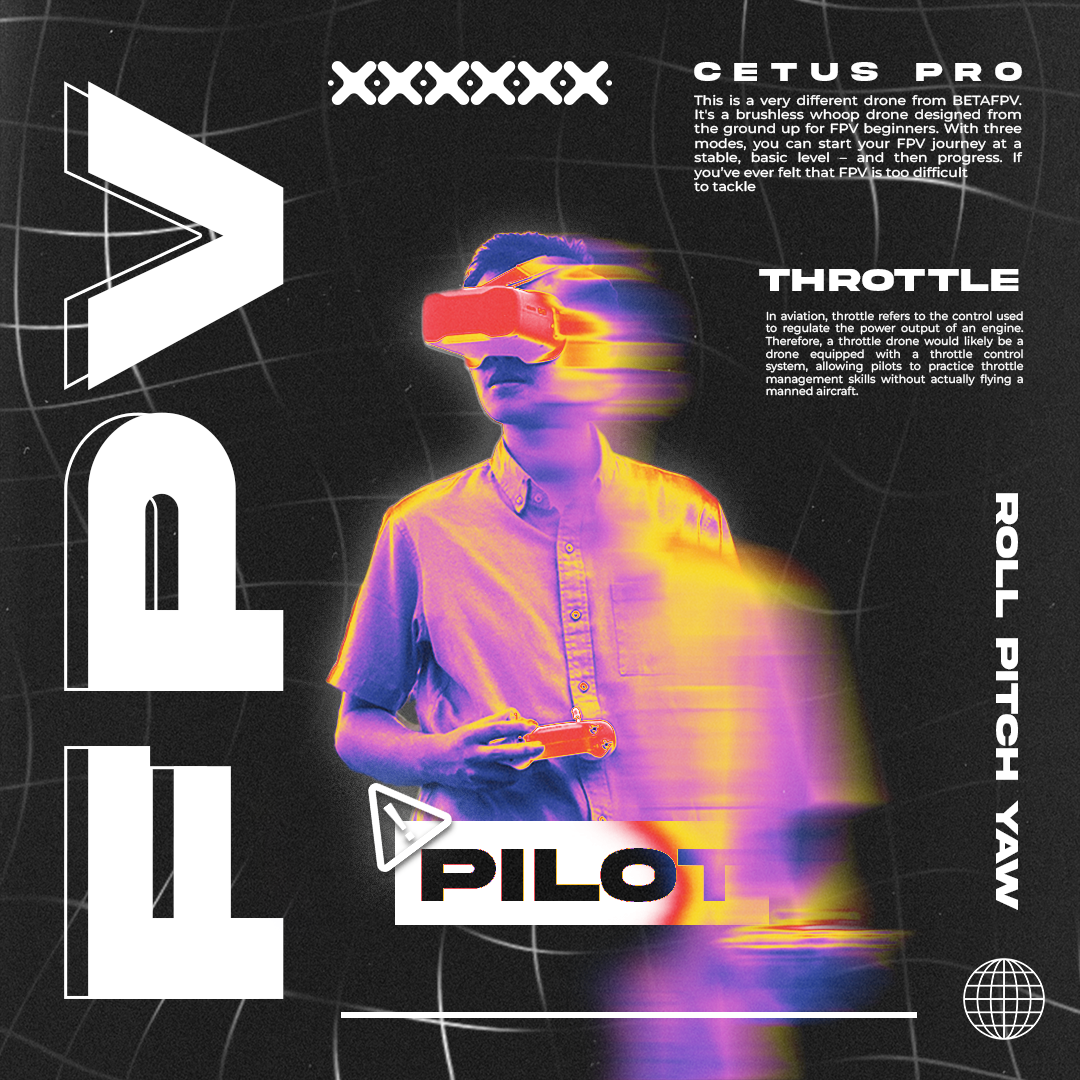 FPV
XXXXXX
CETUS PRO
This is a very different drone from BETAFPV.
It's a brushless whoop drone designed from
the ground up for FPV beginners. With three
modes, you can start your FPV journey at a
stable, basic level – and then progress. If
you've ever felt that FPV is too difficult
to tackle
THROTTLE
In aviation, throttle refers to the control used
to regulate the power output of an engine.
Therefore, a throttle drone would likely be a
drone equipped with a throttle control
system, allowing pilots to practice throttle
management skills without actually flying a
manned aircraft.
ROLL PITCH YAW
!
PILOT